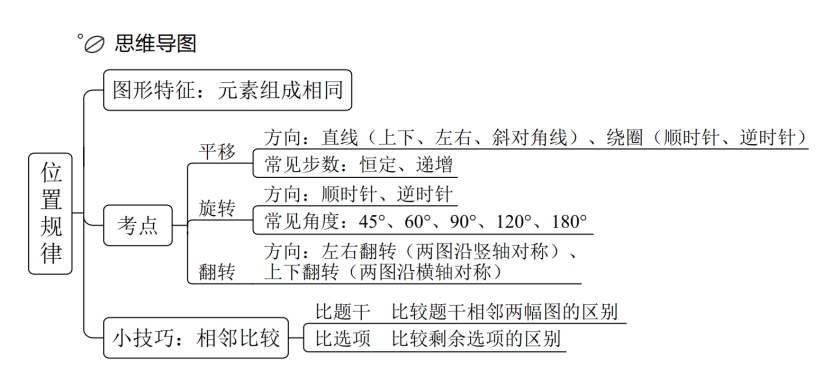 思维导图
图形特征：元素组成相同
位置规律
考点
平移
方向：直线（上下、左右、斜对角线）、绕圈（顺时针、逆时针）
常见步数：恒定、递增
旋转
方向：顺时针、逆时针
常见角度：45°、60°、90°、120°、180°
翻转
方向：左右翻转（两图沿竖轴对称）、
上下翻转（两图沿横轴对称）
小技巧：相邻比较
比题干 比较题干相邻两幅图的区别
比选项 比较剩余选项的区别